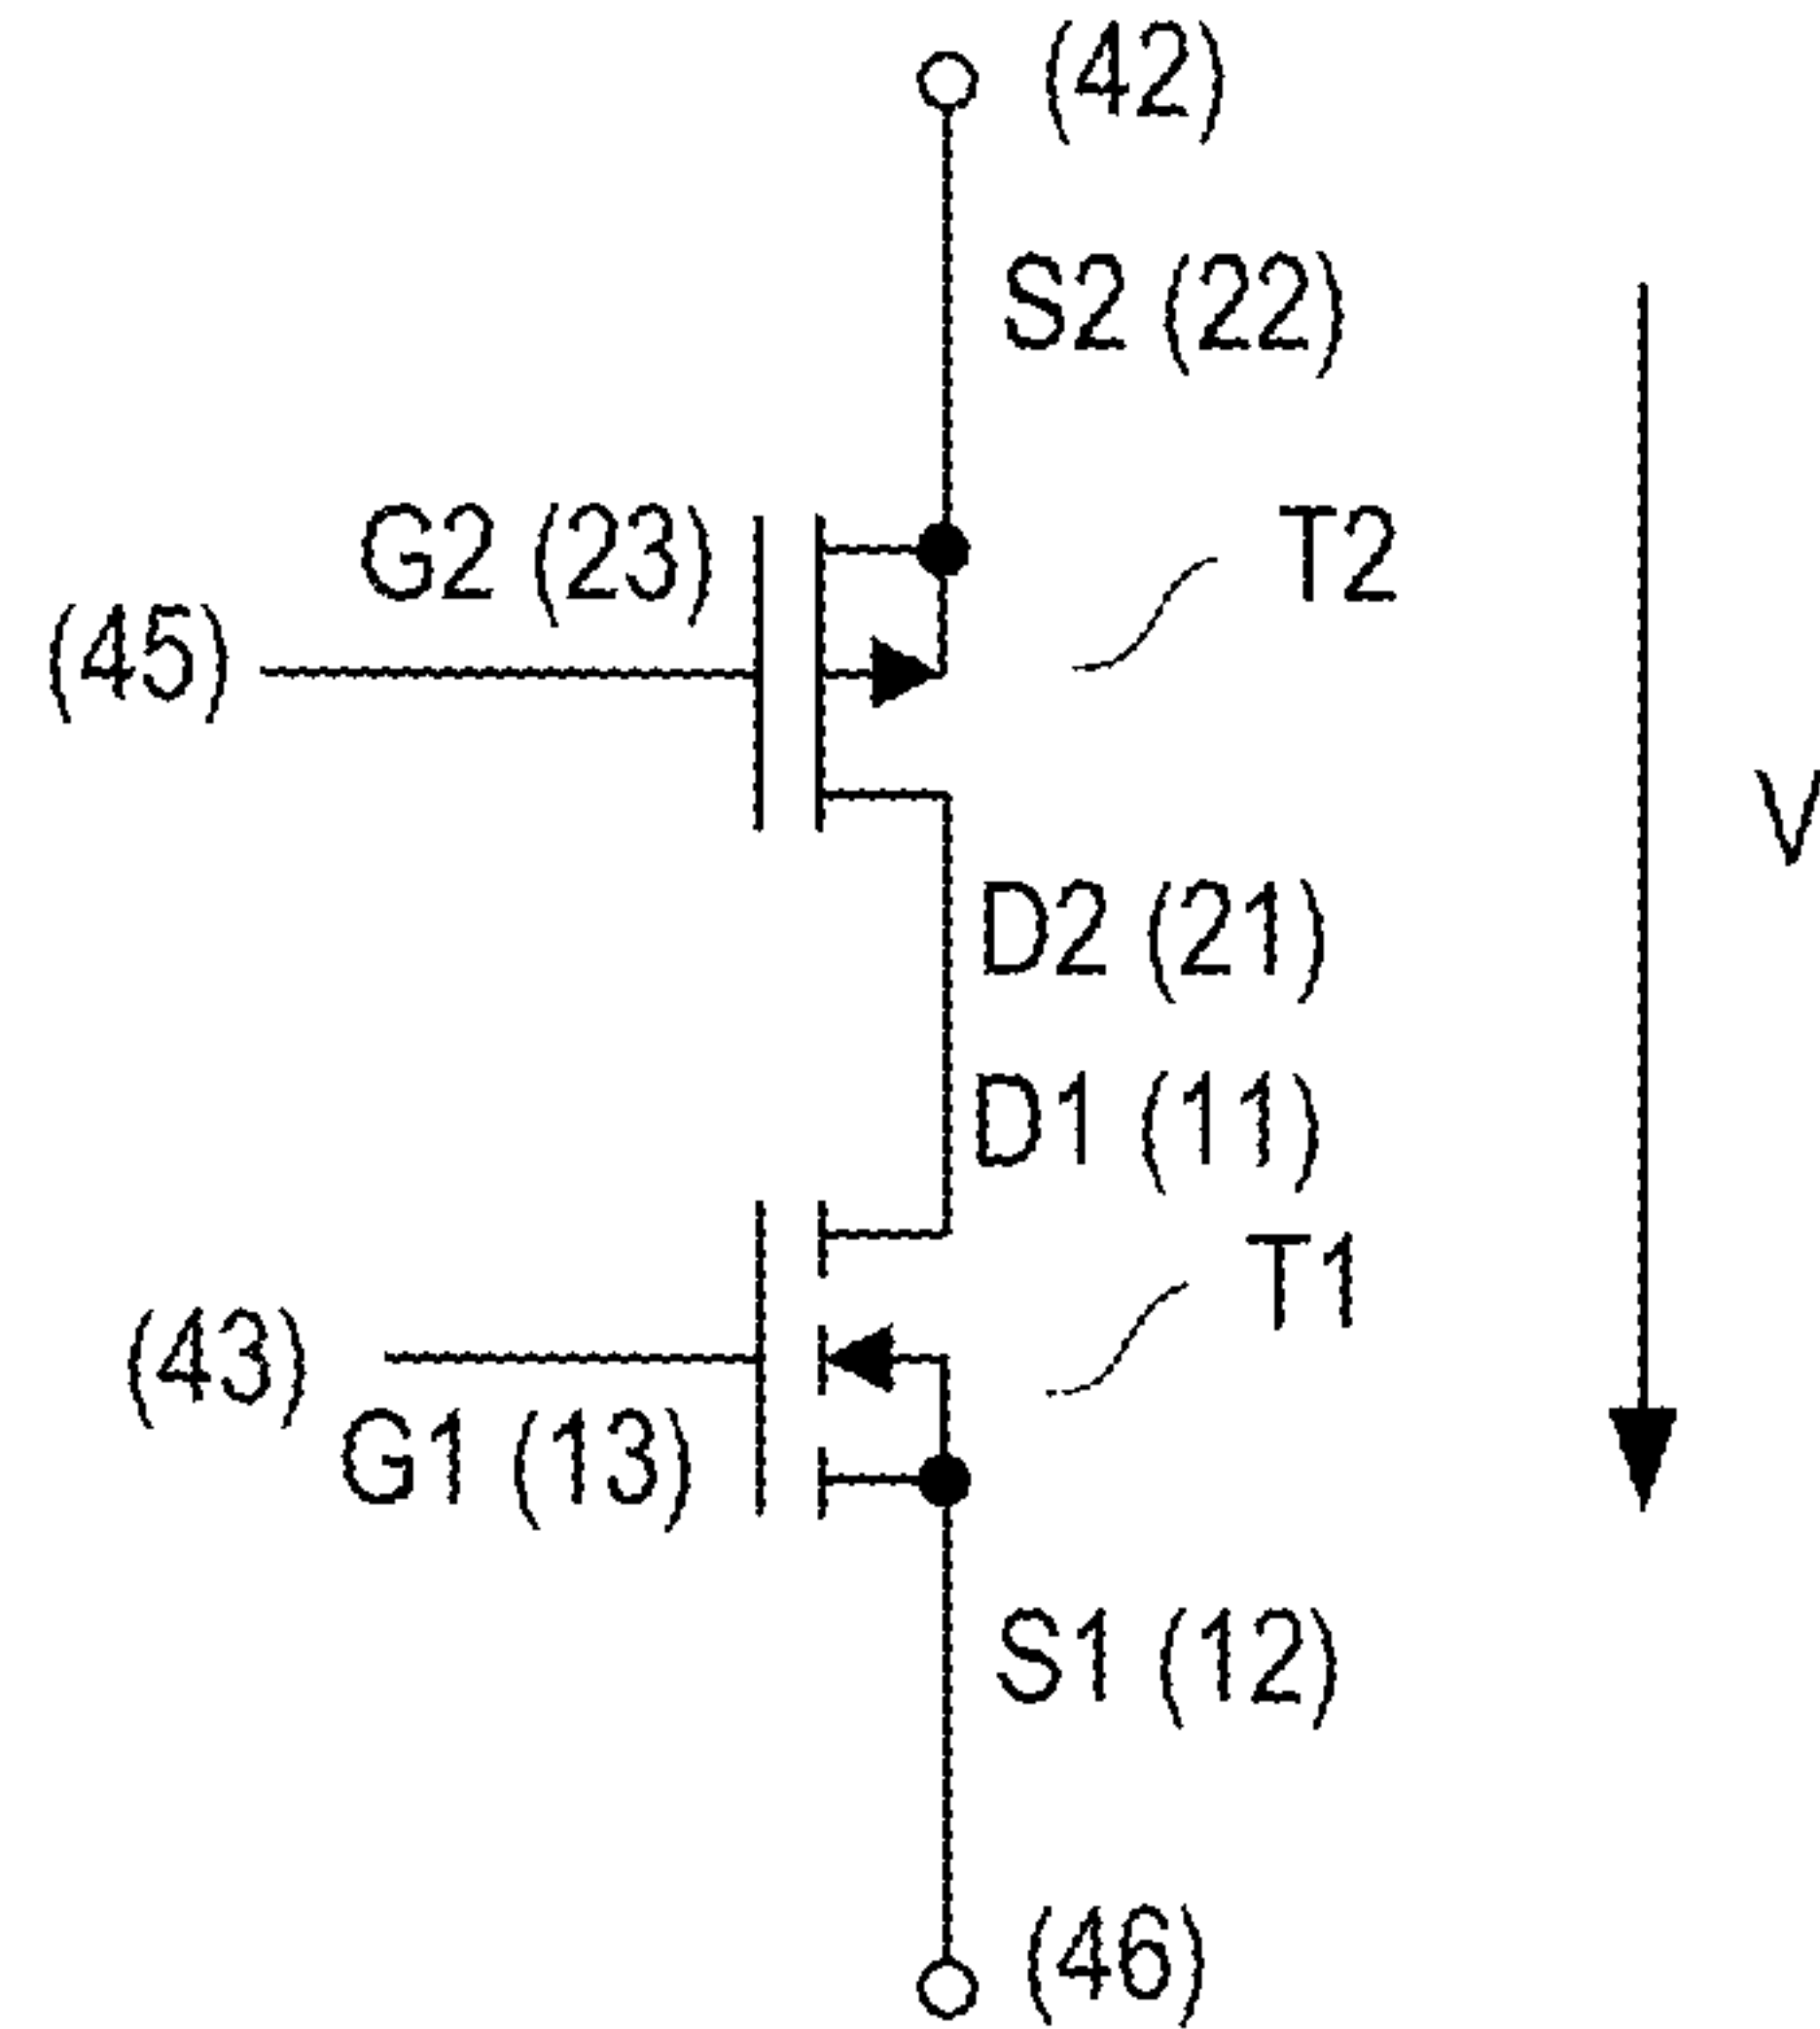 (42)
S2 (22)
G2 (23)
T2
(45)
V
D2 (21)
D1 (11)
T1
(43)
G1 (13)
S1 (12)
(46)